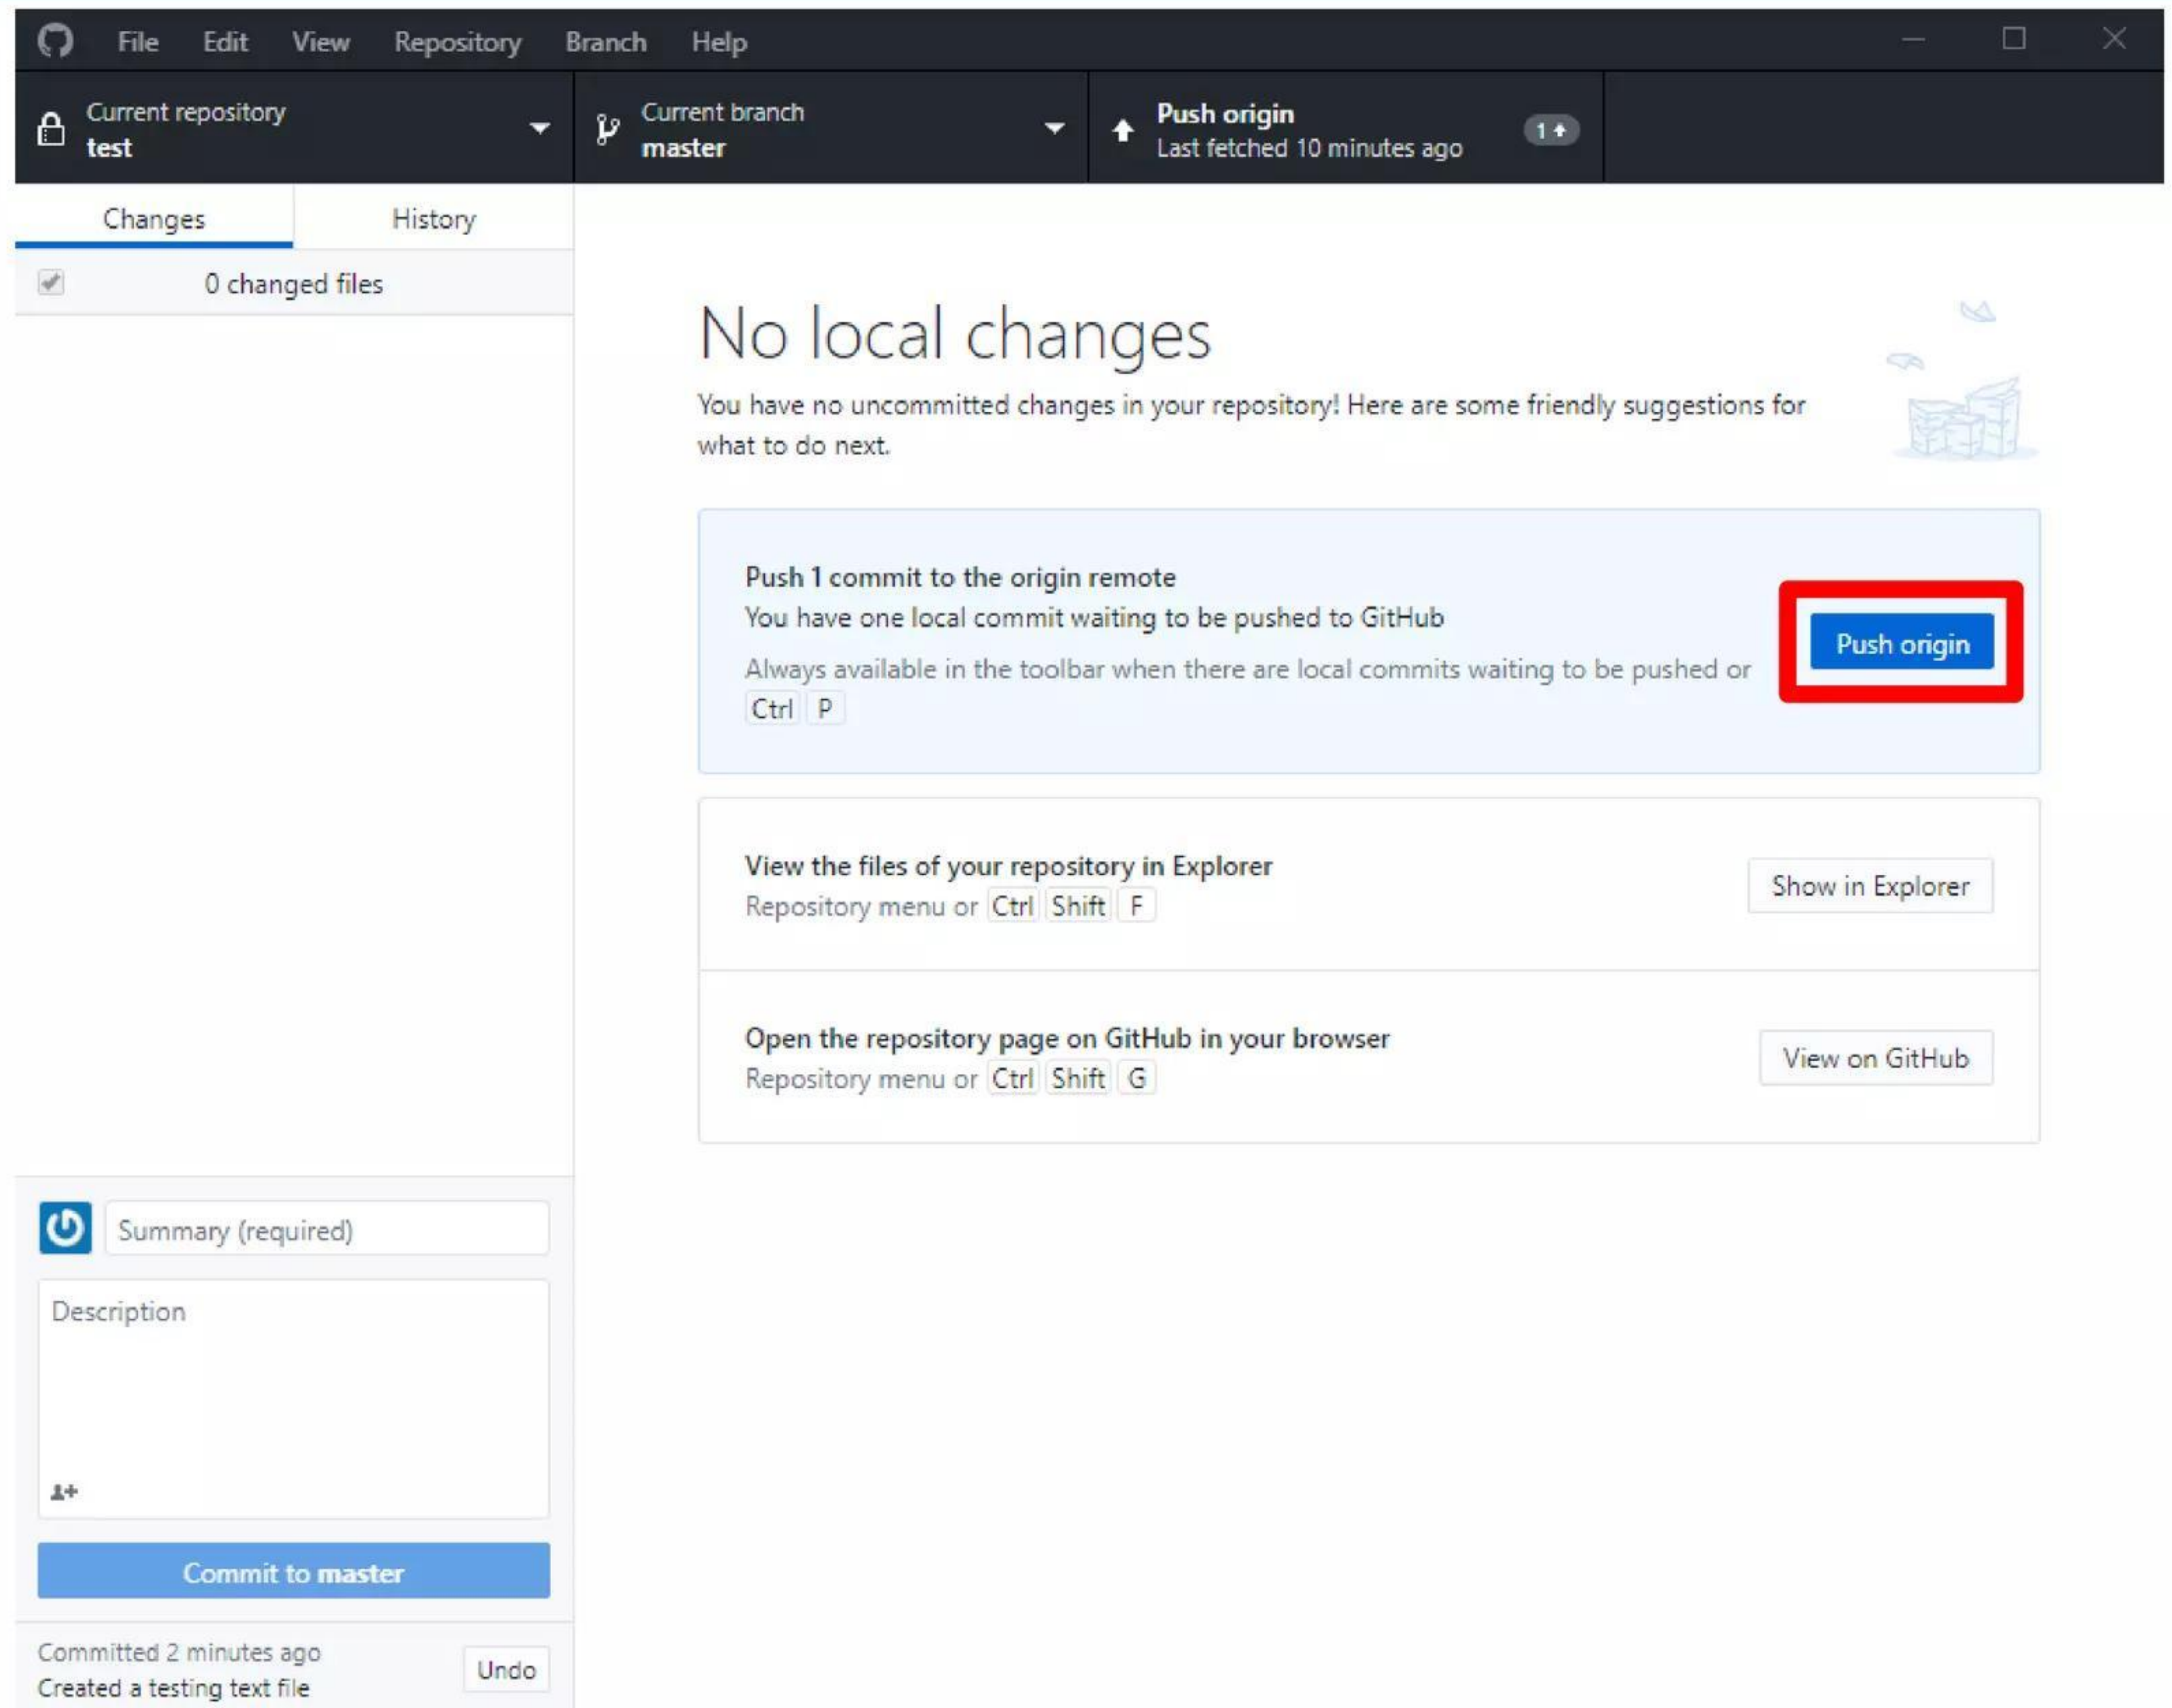 File Edit View Repository Branch Help
Current repository
test
Current branch
master
Push origin
Last fetched 10 minutes ago
1
Changes
History
0 changed files
No local changes
You have no uncommitted changes in your repository! Here are some friendly suggestions for
what to do next.
Push 1 commit to the origin remote
You have one local commit waiting to be pushed to GitHub
Always available in the toolbar when there are local commits waiting to be pushed or
Ctrl P
Push origin
View the files of your repository in Explorer
Repository menu or Ctrl Shift F
Show in Explorer
Open the repository page on GitHub in your browser
Repository menu or Ctrl Shift G
View on GitHub
Summary (required)
Description
Commit to master
Committed 2 minutes ago
Created a testing text file
Undo